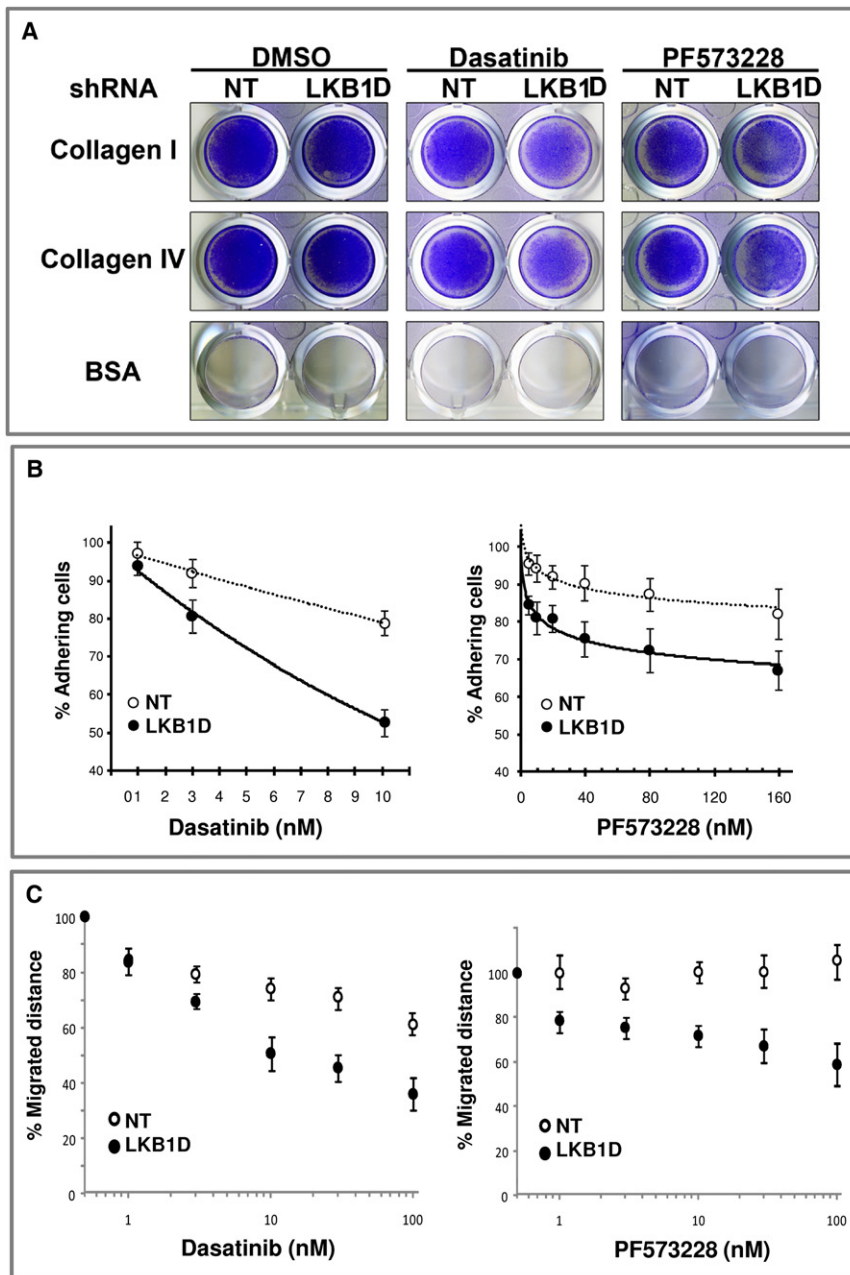 A
DMSO Dasatinib PF573228
shRNA NT LKB1D NT LKB1D NT LKB1D
Collagen I
Collagen IV
BSA
B
% Adhering cells
100
90
80
70
60
50
40
NT
LKB1D
01 2 3 4 5 6 7 8 9 10
Dasatinib (nM)
% Adhering cells
100
90
80
70
60
50
40
NT
LKB1D
0 40 80 120 160
PF573228 (nM)
C
% Migrated distance
100
80
60
40
20
0
NT
LKB1D
1 10 100
Dasatinib (nM)
% Migrated distance
100
80
60
40
20
0
NT
LKB1D
1 10 100
PF573228 (nM)